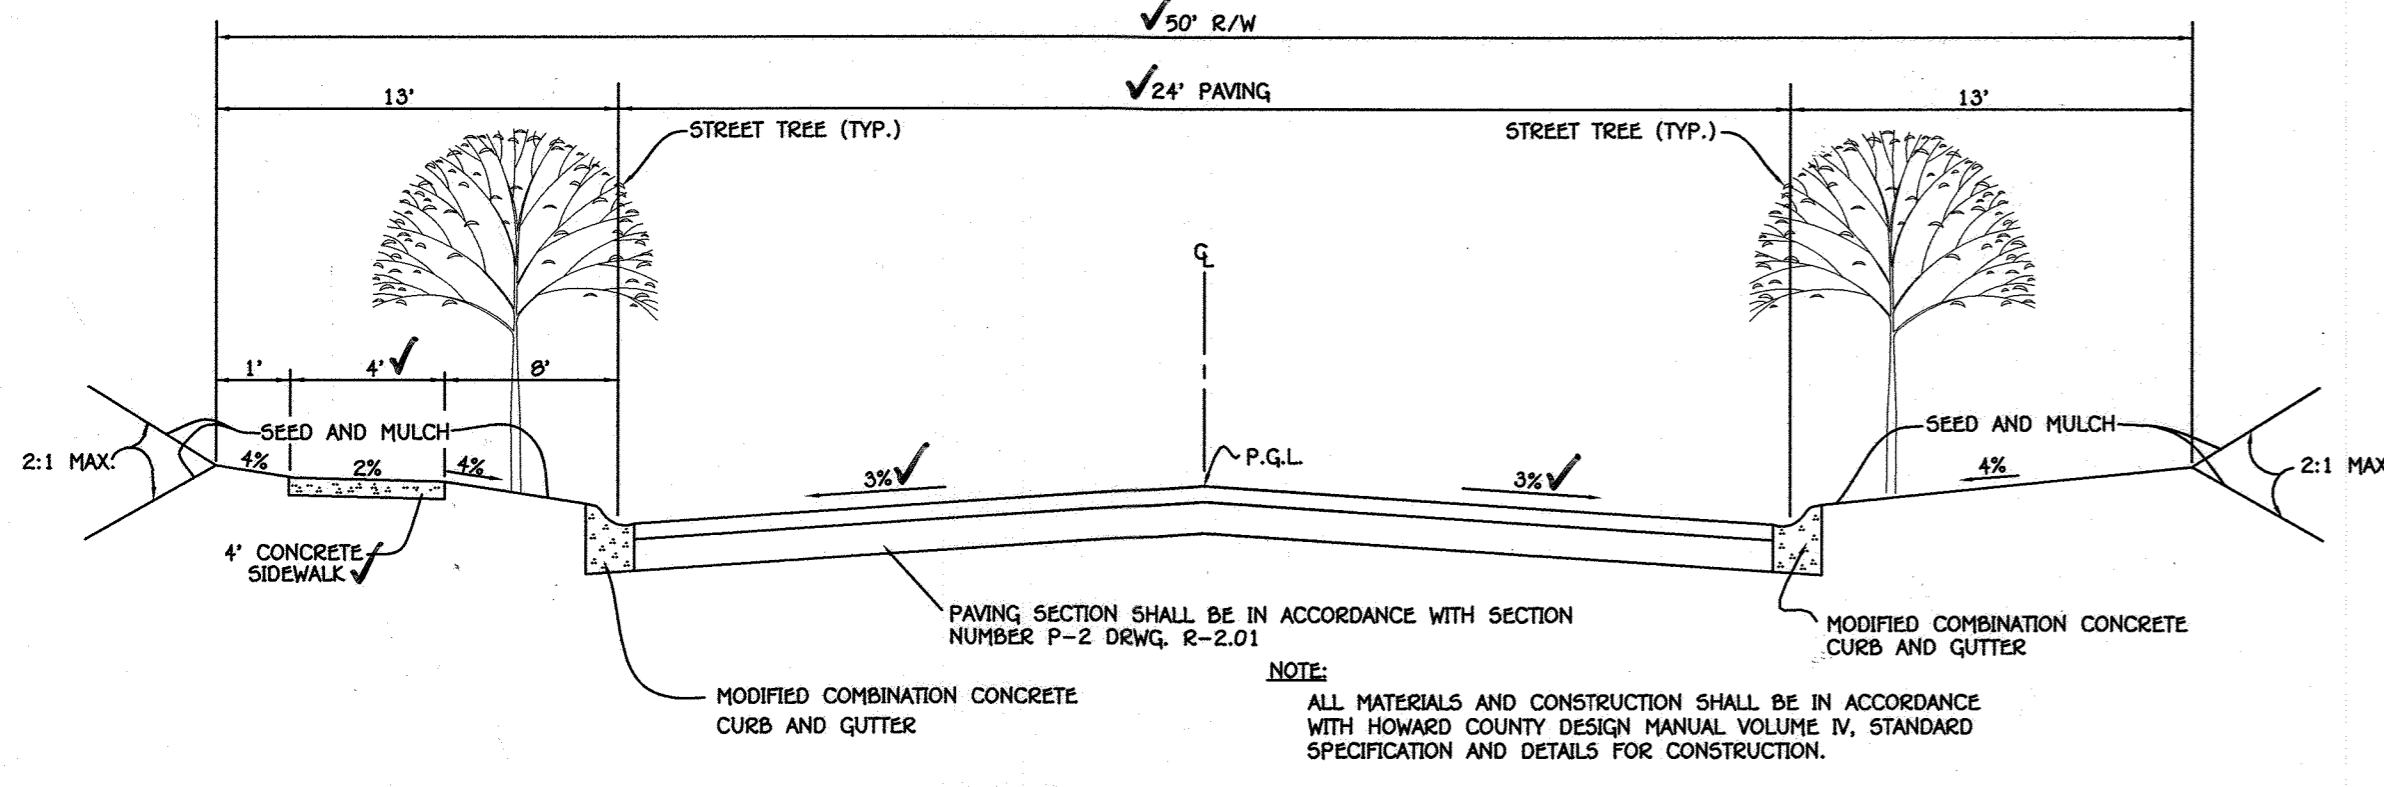 ✓50' R/W
13'
✓24' PAVING
13'
STREET TREE (TYP.)
STREET TREE (TYP.)
℄
1'
4' ✓
8'
SEED AND MULCH
SEED AND MULCH
2:1 MAX.
4%
2%
4%
3% ✓
P.G.L.
3% ✓
4%
2:1 MAX
4' CONCRETE
SIDEWALK ✓
PAVING SECTION SHALL BE IN ACCORDANCE WITH SECTION
NUMBER P-2 DRWG. R-2.01
MODIFIED COMBINATION CONCRETE
CURB AND GUTTER
NOTE:
MODIFIED COMBINATION CONCRETE
CURB AND GUTTER
ALL MATERIALS AND CONSTRUCTION SHALL BE IN ACCORDANCE
WITH HOWARD COUNTY DESIGN MANUAL VOLUME IV, STANDARD
SPECIFICATION AND DETAILS FOR CONSTRUCTION.